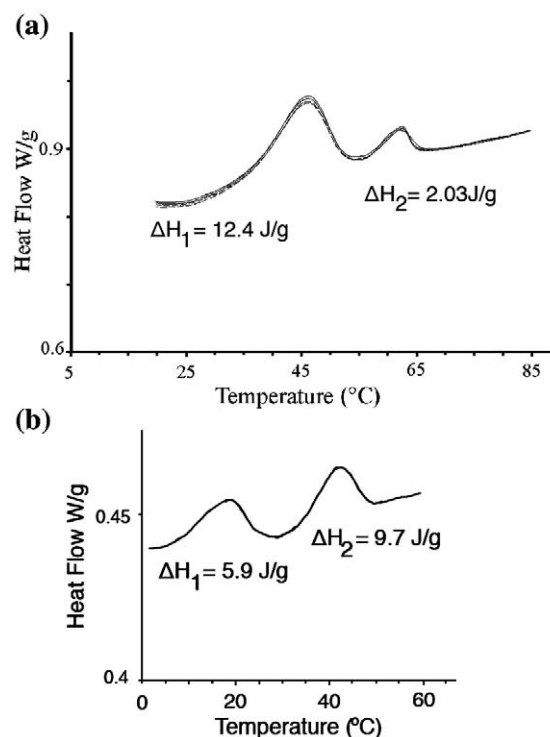 (a)
Heat Flow W/g
0.9
0.6
ΔH1 = 12.4 J/g
ΔH2 = 2.03J/g
5 25 45 65 85
Temperature (°C)
(b)
Heat Flow W/g
0.45
0.4
ΔH1 = 5.9 J/g
ΔH2 = 9.7 J/g
0 20 40 60
Temperature (ºC)